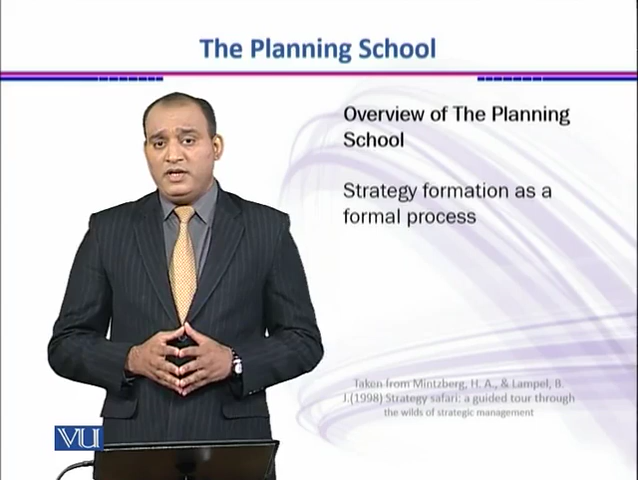 The Planning School
Overview of The Planning
School
Strategy formation as a
formal process
Taken from Mintzberg, H. A., & Lampel, B.
J.(1998) Strategy safari: a guided tour through
the wilds of strategic management
VU